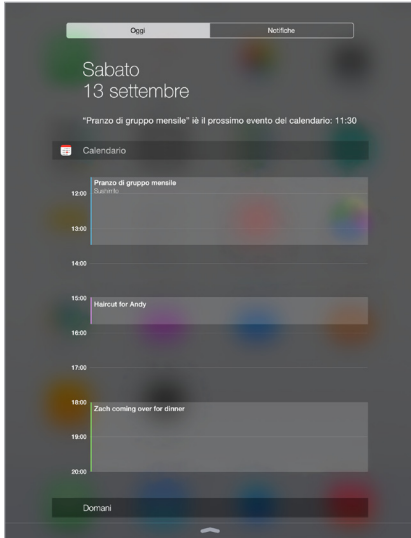 Oggi
Notifiche
Sabato
13 settembre
"Pranzo di gruppo mensile" iè il prossimo evento del calendario: 11:30
Calendario
Pranzo di gruppo mensile
12:00
13:00
14:00
15:00
Haircut for Andy
16:00
17:00
18:00
Zach coming over for dinner
19:00
20:00
Domani